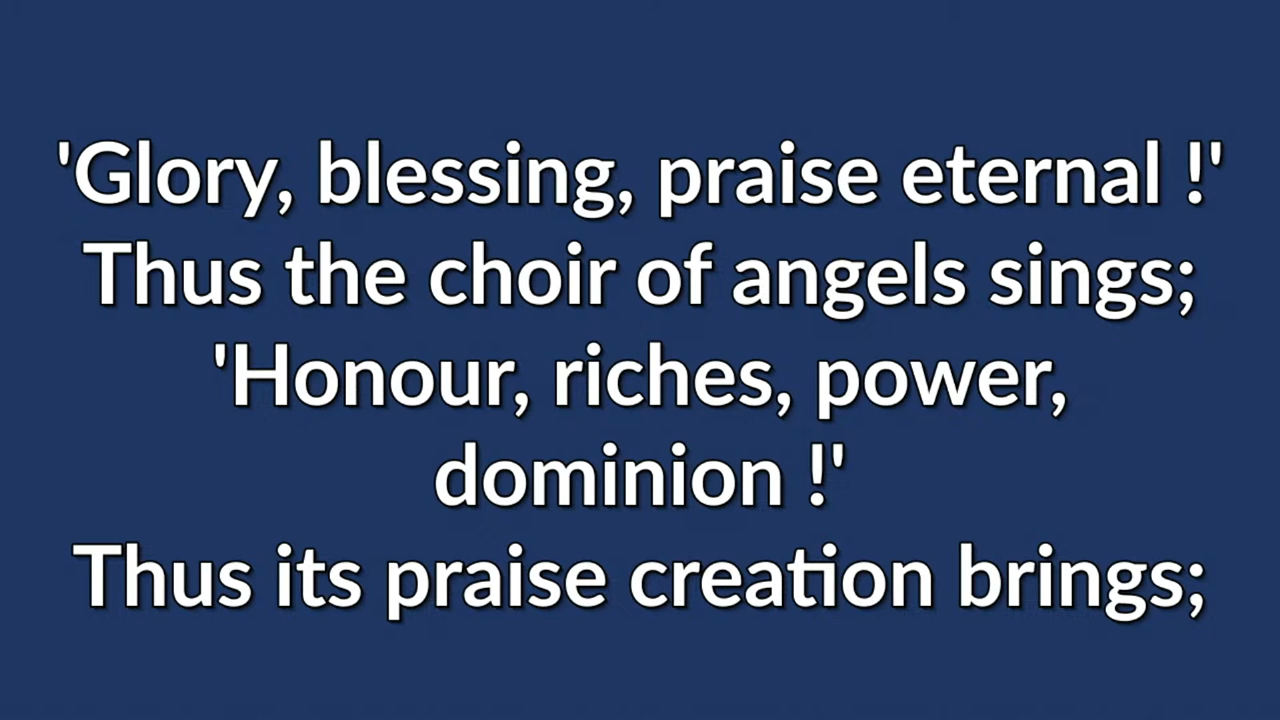 'Glory, blessing, praise eternal !'
Thus the choir of angels sings;
'Honour, riches, power,
dominion !'
Thus its praise creation brings;